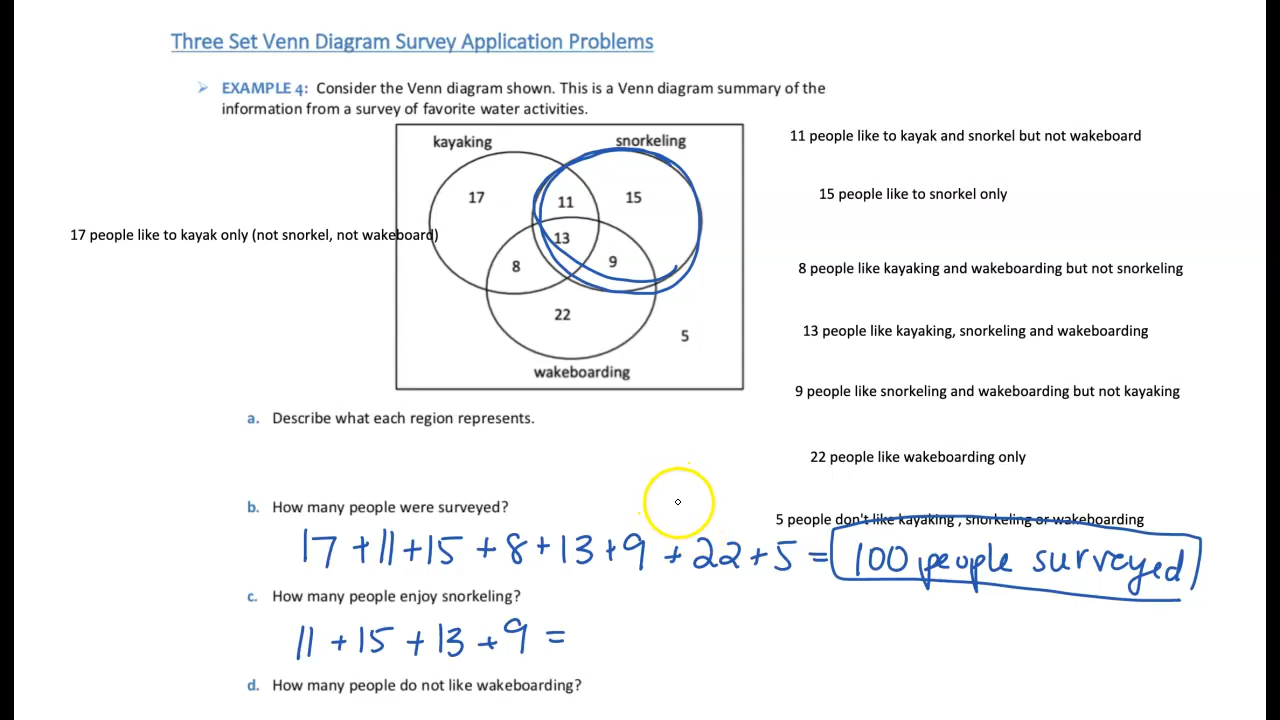 Three Set Venn Diagram Survey Application Problems
EXAMPLE 4: Consider the Venn diagram shown. This is a Venn diagram summary of the
information from a survey of favorite water activities.
kayaking
snorkeling
17
11
15
13
8
9
22
5
wakeboarding
17 people like to kayak only (not snorkel, not wakeboard)
11 people like to kayak and snorkel but not wakeboard
15 people like to snorkel only
8 people like kayaking and wakeboarding but not snorkeling
13 people like kayaking, snorkeling and wakeboarding
9 people like snorkeling and wakeboarding but not kayaking
22 people like wakeboarding only
5 people don't like kayaking , snorkeling or wakeboarding
a. Describe what each region represents.
b. How many people were surveyed?
17 + 11 + 15 + 8 + 13 + 9 + 22 + 5 = 100 people surveyed
c. How many people enjoy snorkeling?
11 + 15 + 13 + 9 =
d. How many people do not like wakeboarding?